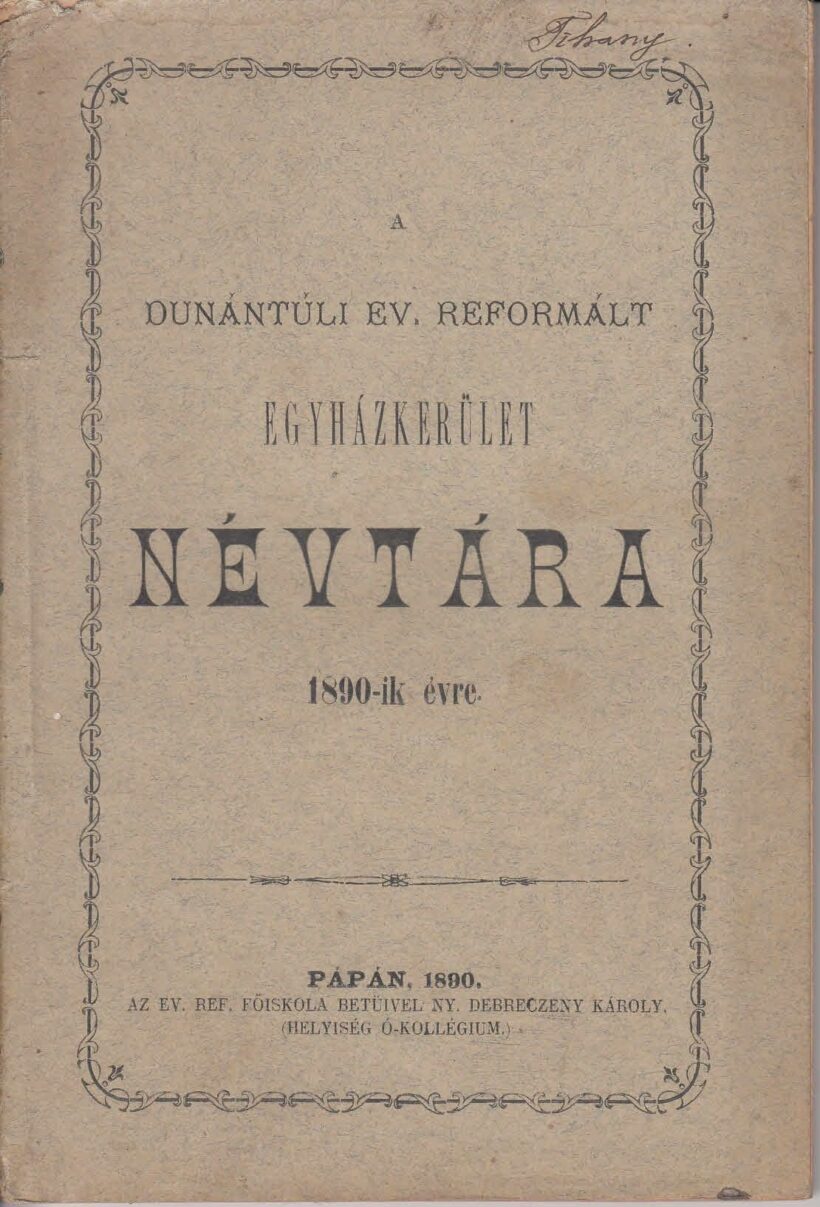 Tihany.
A
DUNÁNTÚLI EV. REFORMÁLT
EGYHÁZKERÜLET
NÉVTÁRA
1890-ik évre.
PÁPÁN, 1890.
AZ EV. REF. FŐISKOLA BETŰIVEL NY. DEBRECZENY KÁROLY,
(HELYISÉG Ó-KOLLÉGIUM.)